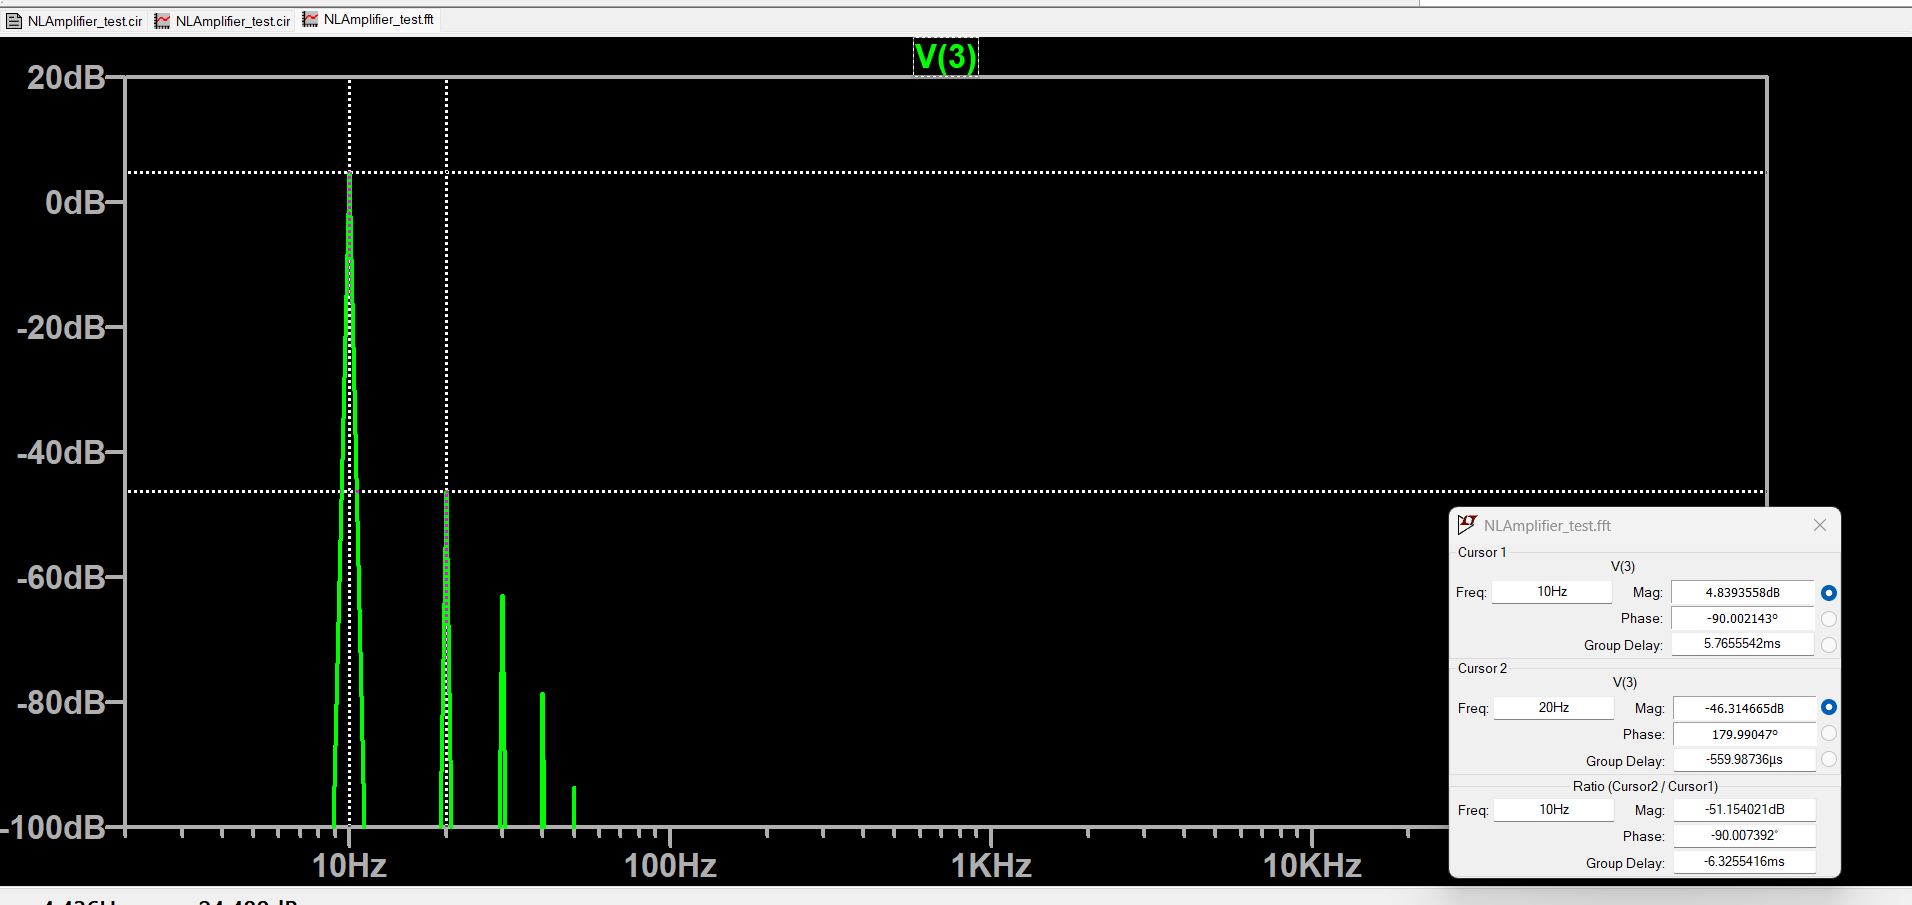 NLAmplifier_test.cir NLAmplifier_test.cir NLAmplifier_test.fft
V(3)
20dB
0dB
-20dB
-40dB
-60dB
-80dB
-100dB
10Hz 100Hz 1KHz 10KHz
NLAmplifier_test.fft
Cursor 1
V(3)
Freq: 10Hz Mag: 4.8393558dB
Phase: -90.002143º
Group Delay: 5.7655542ms
Cursor 2
V(3)
Freq: 20Hz Mag: -46.314665dB
Phase: 179.99047º
Group Delay: -559.98736µs
Ratio (Cursor2 / Cursor1)
Freq: 10Hz Mag: -51.154021dB
Phase: -90.007392°
Group Delay: -6.3255416ms